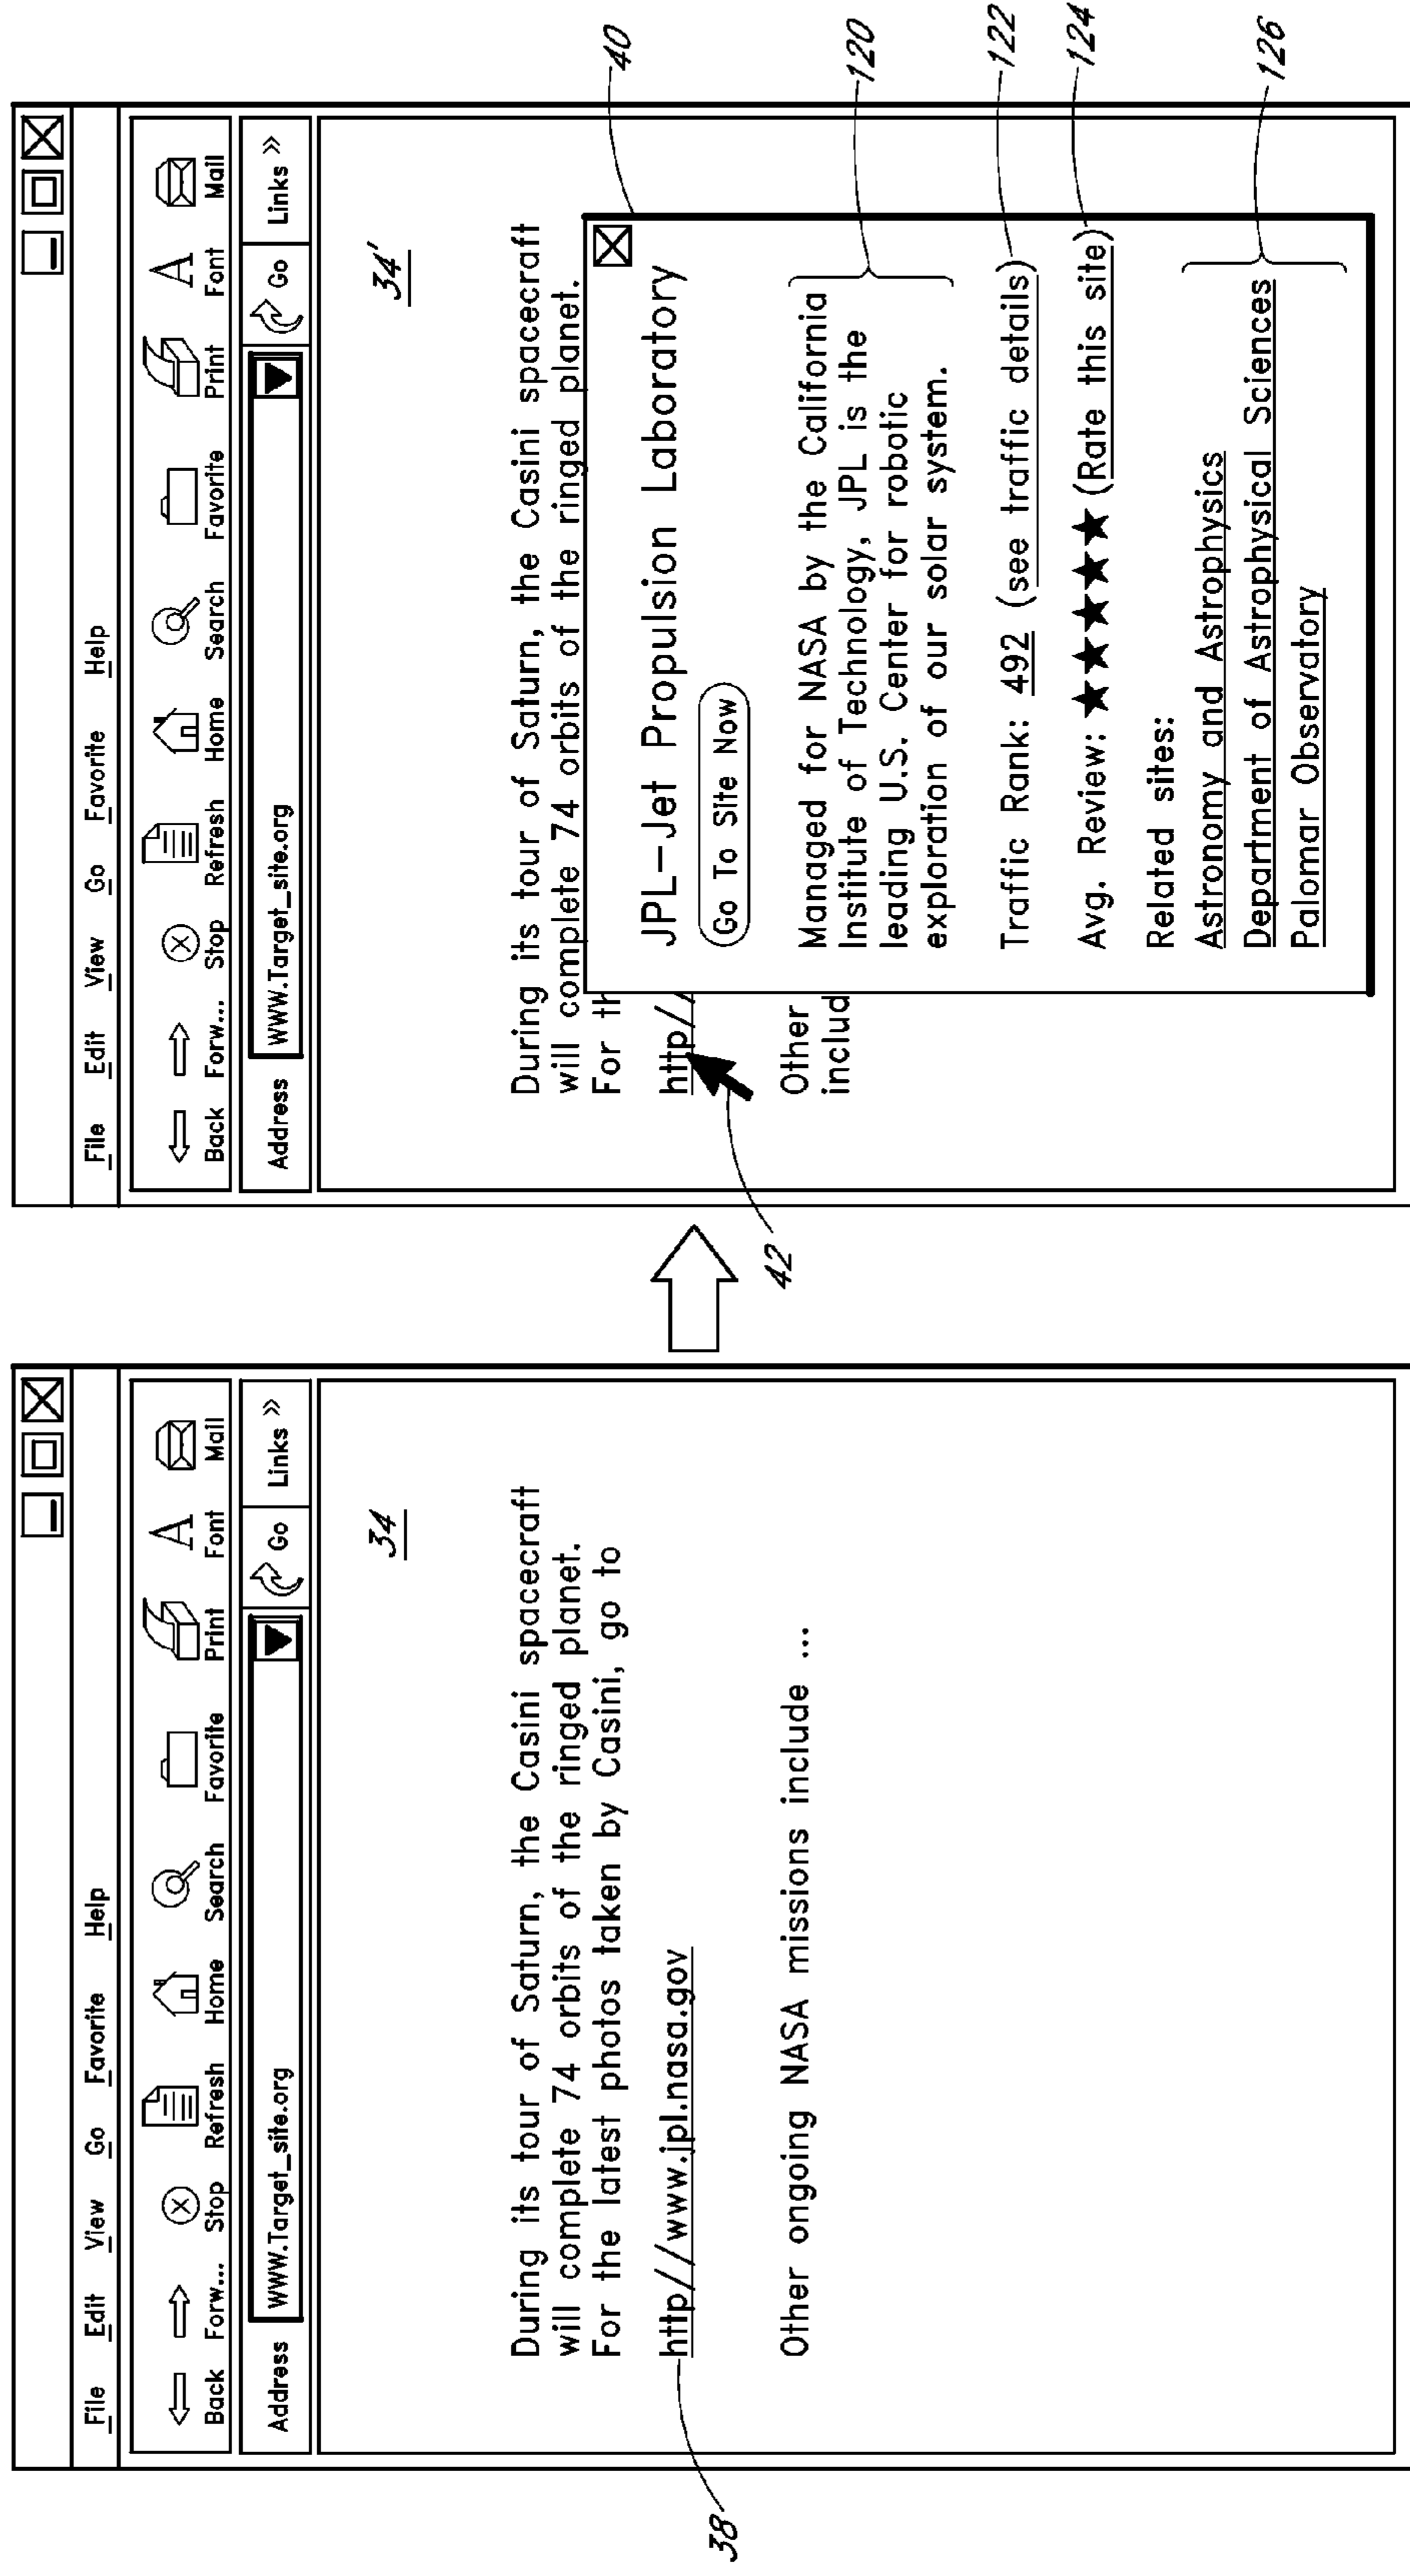 File Edit View Go Favorite Help
Back Forw... Stop Refresh Home Search Favorite Print Font Mail
Address WWW.Target_site.org Go Links »
34
During its tour of Saturn, the Casini spacecraft
will complete 74 orbits of the ringed planet.
For the latest photos taken by Casini, go to
http//www.jpl.nasa.gov
Other ongoing NASA missions include ...
38
File Edit View Go Favorite Help
Back Forw... Stop Refresh Home Search Favorite Print Font Mail
Address WWW.Target_site.org Go Links »
34'
During its tour of Saturn, the Casini spacecraft
will complete 74 orbits of the ringed planet.
For th
http//
Other
includ
42
40
JPL-Jet Propulsion Laboratory
Go To Site Now
Managed for NASA by the California
Institute of Technology, JPL is the
leading U.S. Center for robotic
exploration of our solar system.
120
Traffic Rank: 492 (see traffic details)
122
Avg. Review: ★★★★★ (Rate this site)
124
Related sites:
Astronomy and Astrophysics
Department of Astrophysical Sciences
Palomar Observatory
126